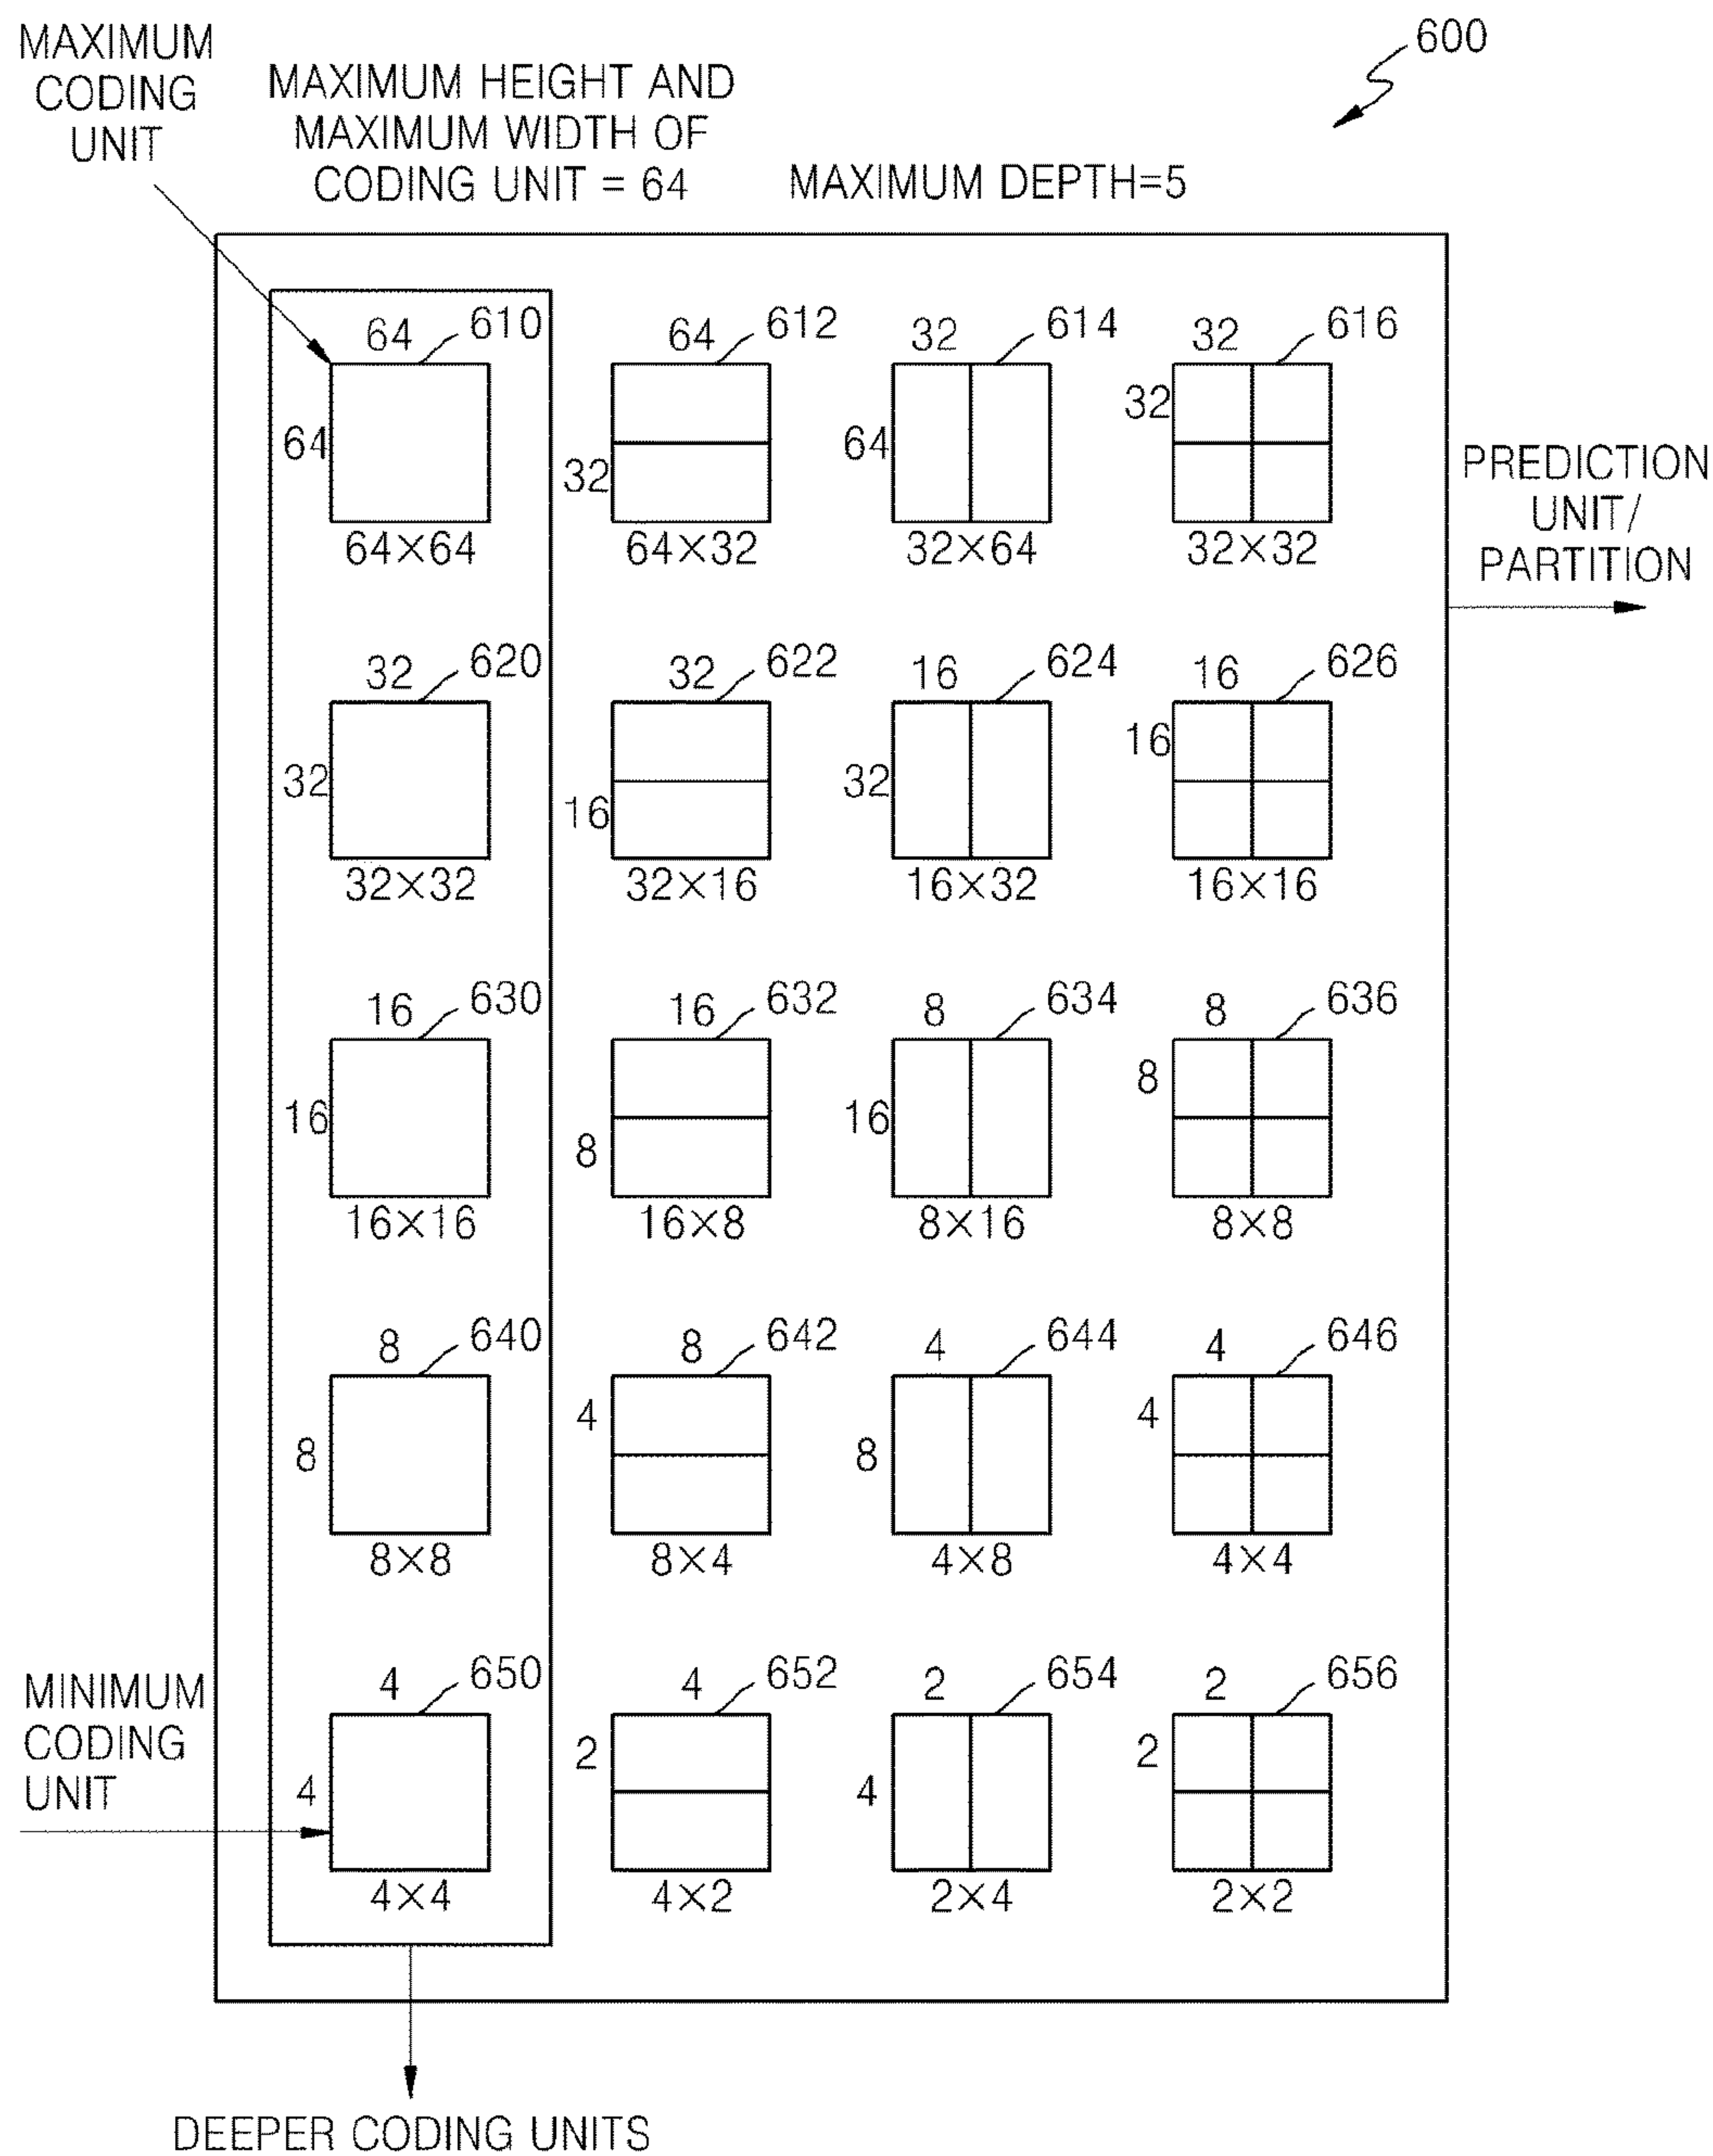 600
MAXIMUM
CODING
UNIT
MAXIMUM HEIGHT AND
MAXIMUM WIDTH OF
CODING UNIT = 64
MAXIMUM DEPTH=5
64 610 64 612 32 614 32 616
64 32 64 32
64×64 64×32 32×64 32×32
PREDICTION
UNIT/
PARTITION
32 620 32 622 16 624 16 626
32 16 32 16
32×32 32×16 16×32 16×16
16 630 16 632 8 634 8 636
16 8 16 8
16×16 16×8 8×16 8×8
8 640 8 642 4 644 4 646
8 4 8 4
8×8 8×4 4×8 4×4
MINIMUM
CODING
UNIT
4 650 4 652 2 654 2 656
4 2 4 2
4×4 4×2 2×4 2×2
DEEPER CODING UNITS